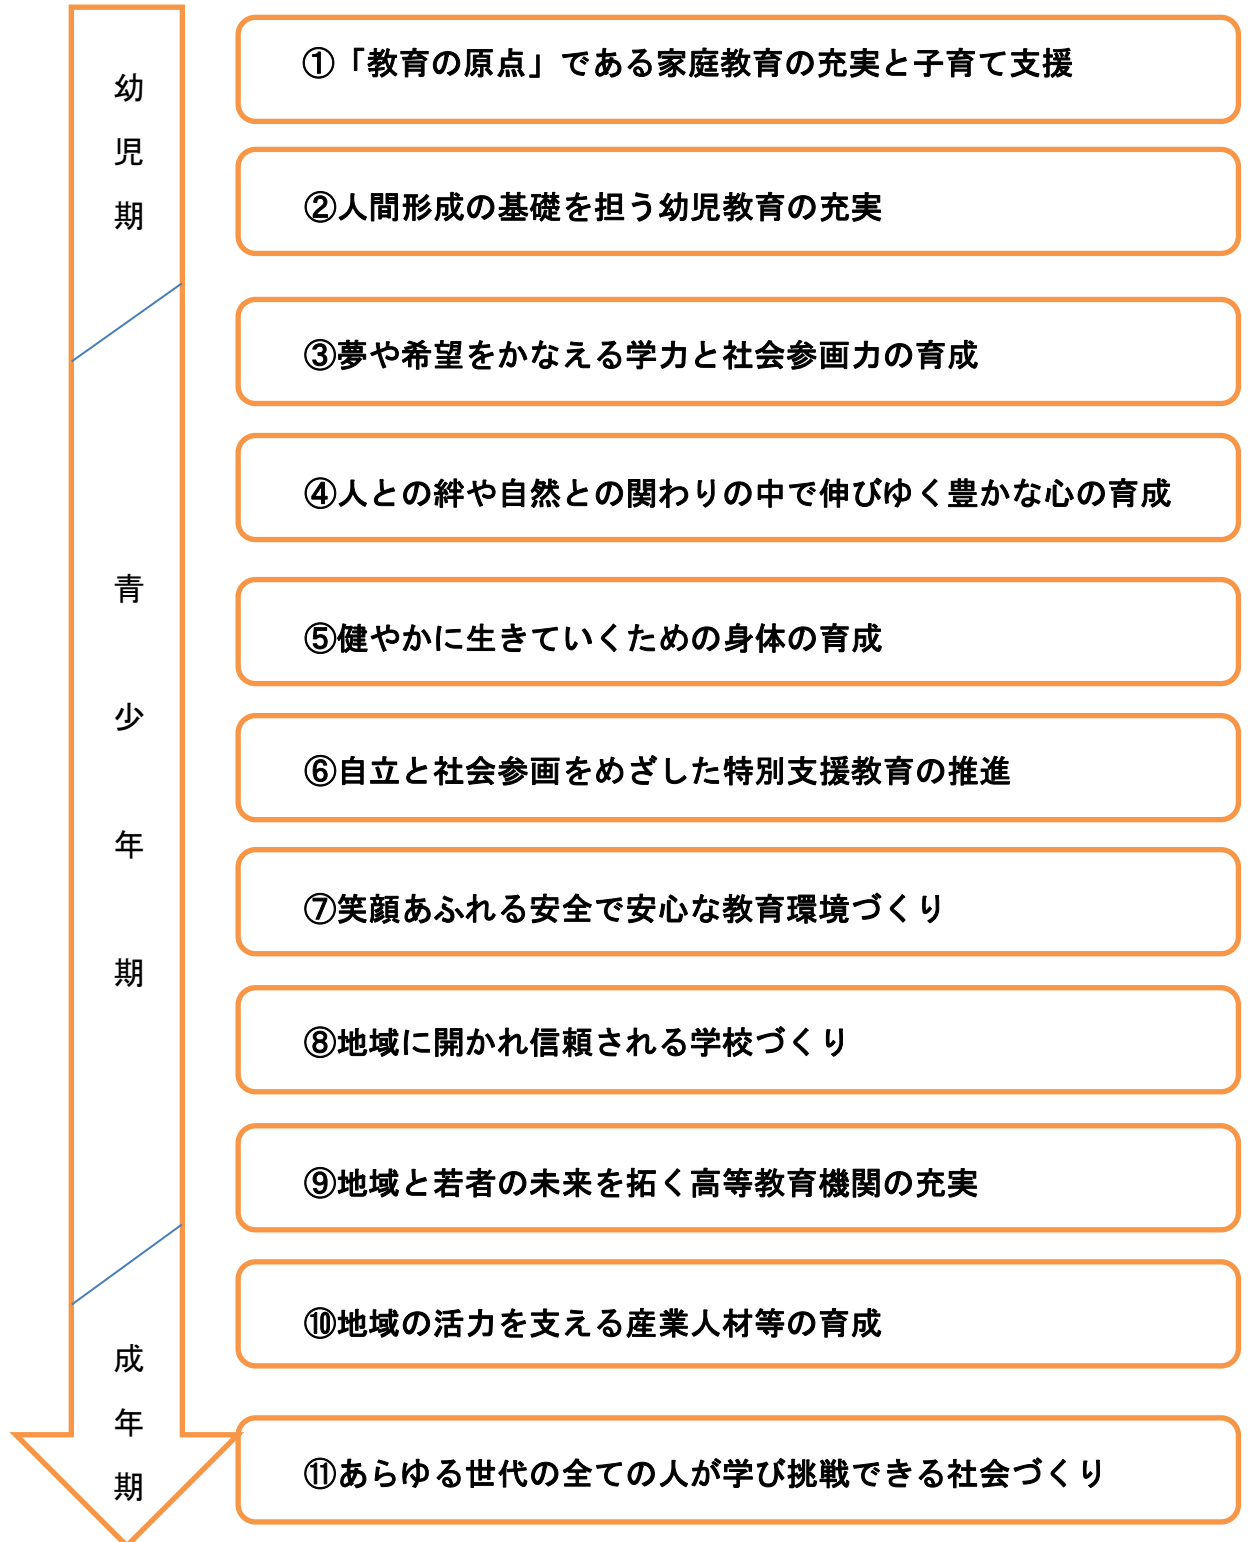 幼児期
①「教育の原点」である家庭教育の充実と子育て支援
②人間形成の基礎を担う幼児教育の充実
青少年期
③夢や希望をかなえる学力と社会参画力の育成
④人との絆や自然との関わりの中で伸びゆく豊かな心の育成
⑤健やかに生きていくための身体の育成
⑥自立と社会参画をめざした特別支援教育の推進
⑦笑顔あふれる安全で安心な教育環境づくり
⑧地域に開かれ信頼される学校づくり
⑨地域と若者の未来を拓く高等教育機関の充実
成年期
⑩地域の活力を支える産業人材等の育成
⑪あらゆる世代の全ての人が学び挑戦できる社会づくり